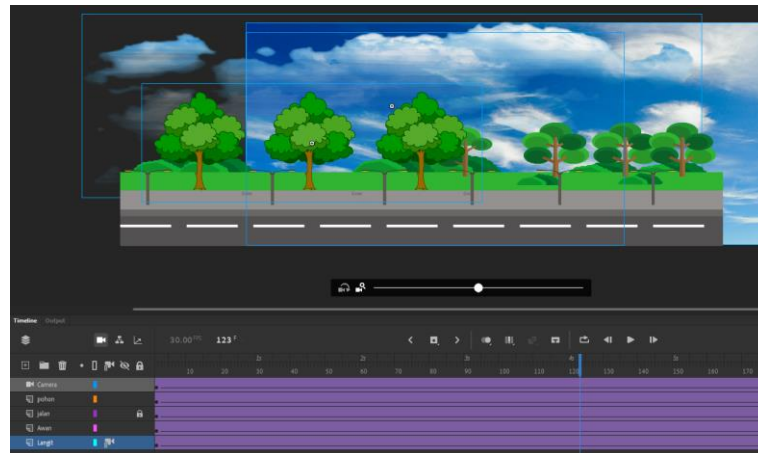 Timeline Output
30.00 FPS 123 F
1s 2s 3s 4s 5s
10 20 30 40 50 60 70 80 90 100 110 120 130 140 150 160 170
Camera
pohon
jalan
Awan
Langit